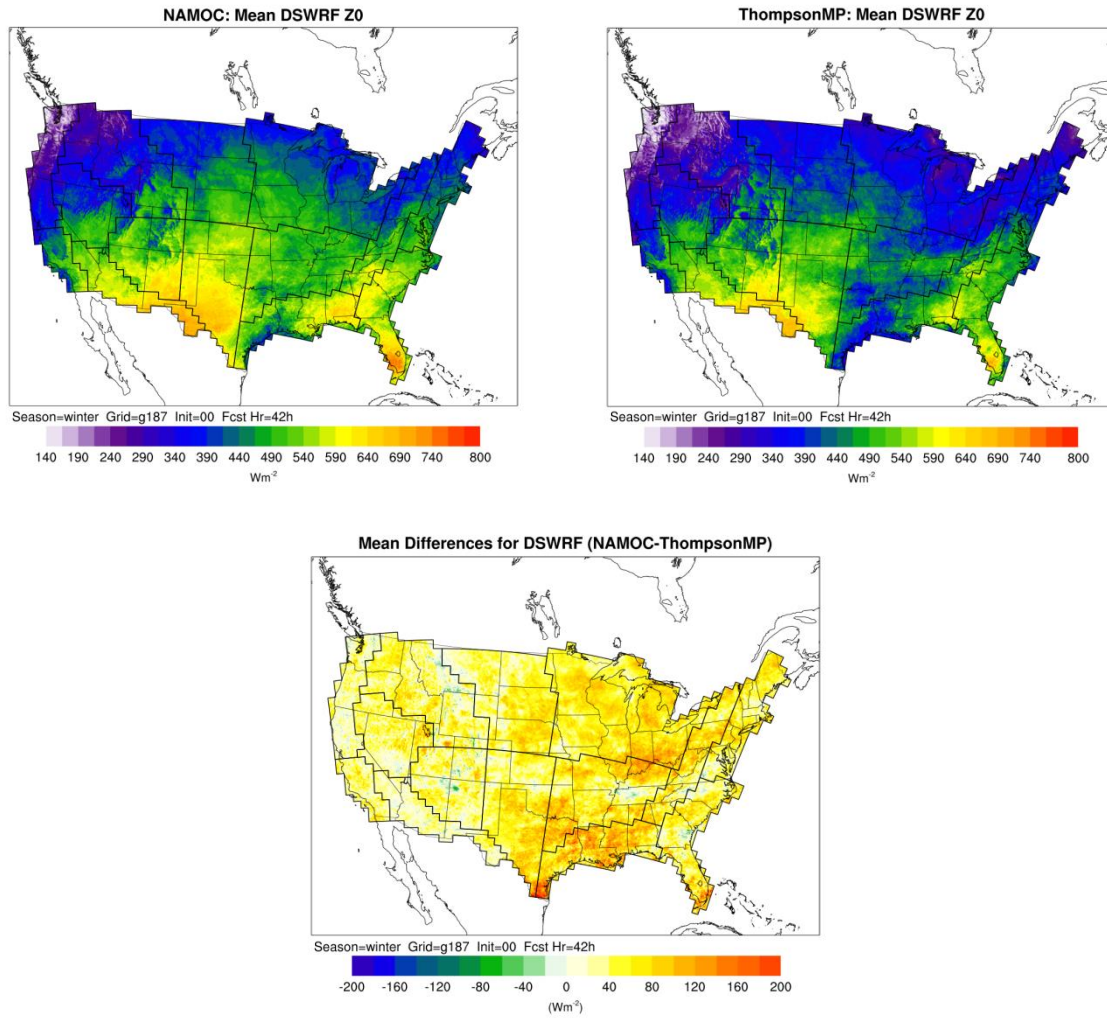 NAMOC: Mean DSWRF Z0
Season=winter Grid=g187 Init=00 Fcst Hr=42h
140 190 240 290 340 390 440 490 540 590 640 690 740 800
Wm-2
ThompsonMP: Mean DSWRF Z0
Season=winter Grid=g187 Init=00 Fcst Hr=42h
140 190 240 290 340 390 440 490 540 590 640 690 740 800
Wm-2
Mean Differences for DSWRF (NAMOC-ThompsonMP)
Season=winter Grid=g187 Init=00 Fcst Hr=42h
-200 -160 -120 -80 -40 0 40 80 120 160 200
(Wm-2)